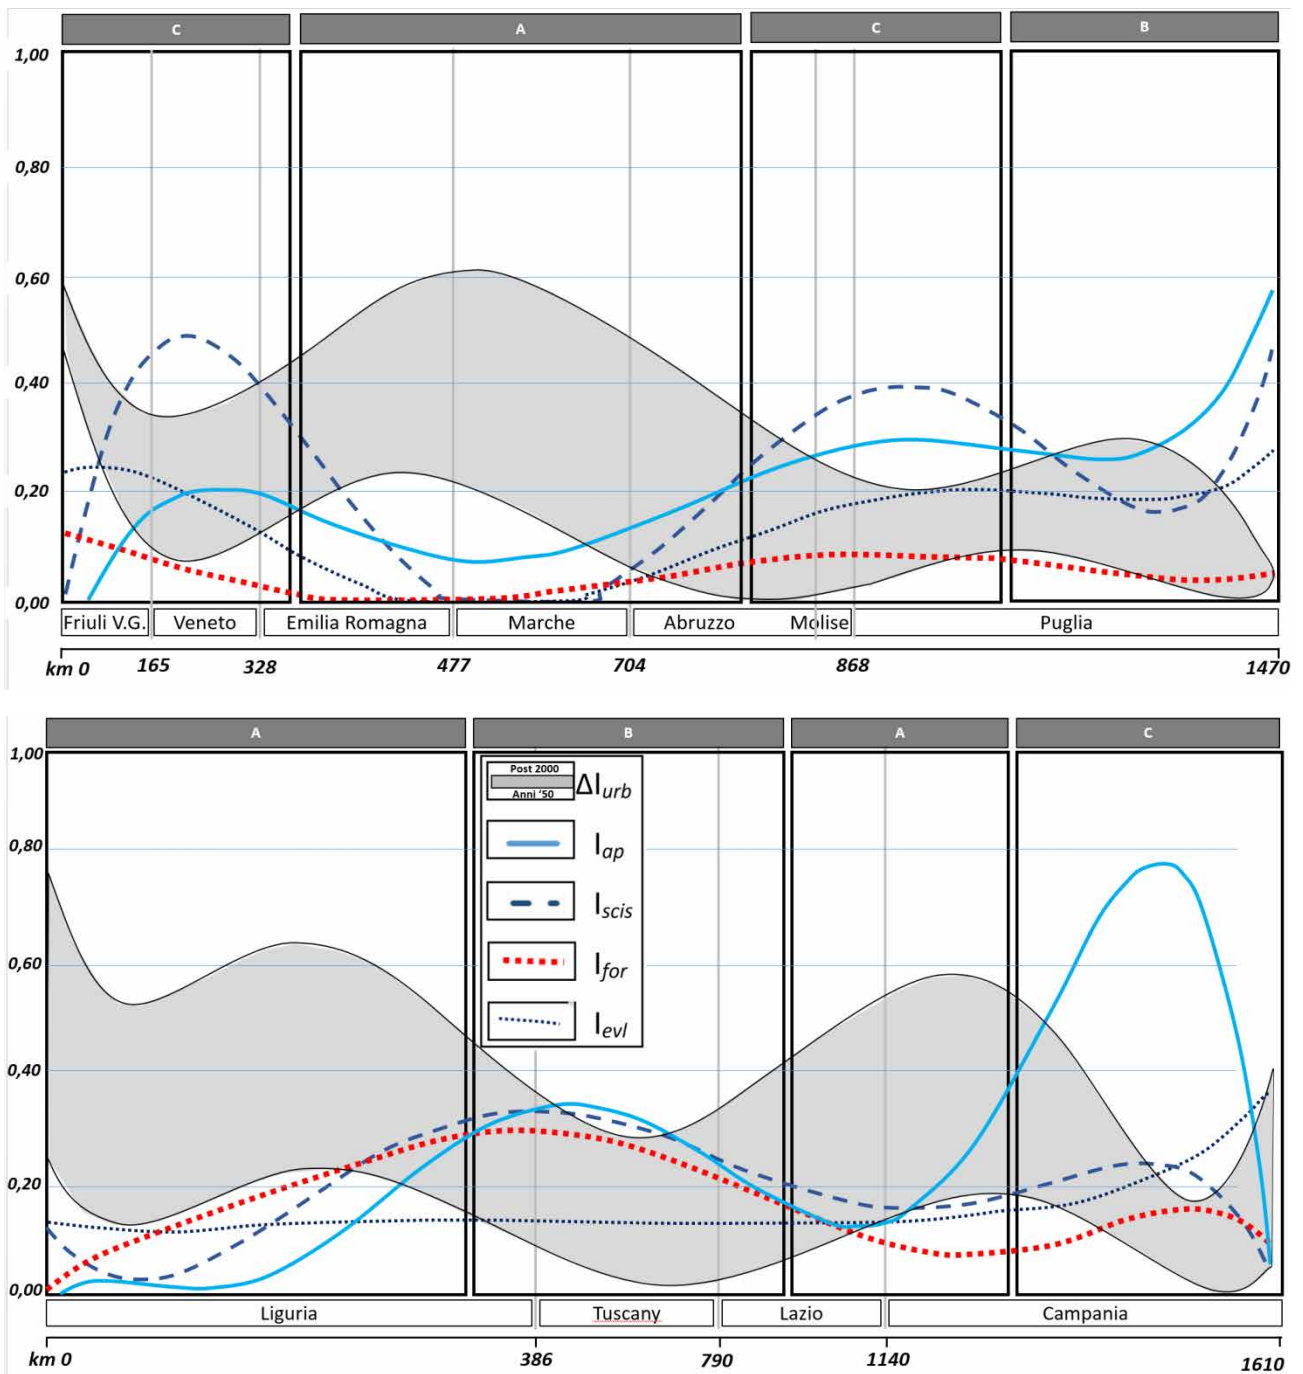 C A C B
1,00
0,80
0,60
0,40
0,20
0,00
Friuli V.G. Veneto Emilia Romagna Marche Abruzzo Molise Puglia
km 0 165 328 477 704 868 1470
A B A C
1,00
Post 2000
Anni ‘50
ΔIurb
0,80
Iap
Iscis
0,60
Ifor
Ievl
0,40
0,20
0,00
Liguria Tuscany Lazio Campania
km 0 386 790 1140 1610